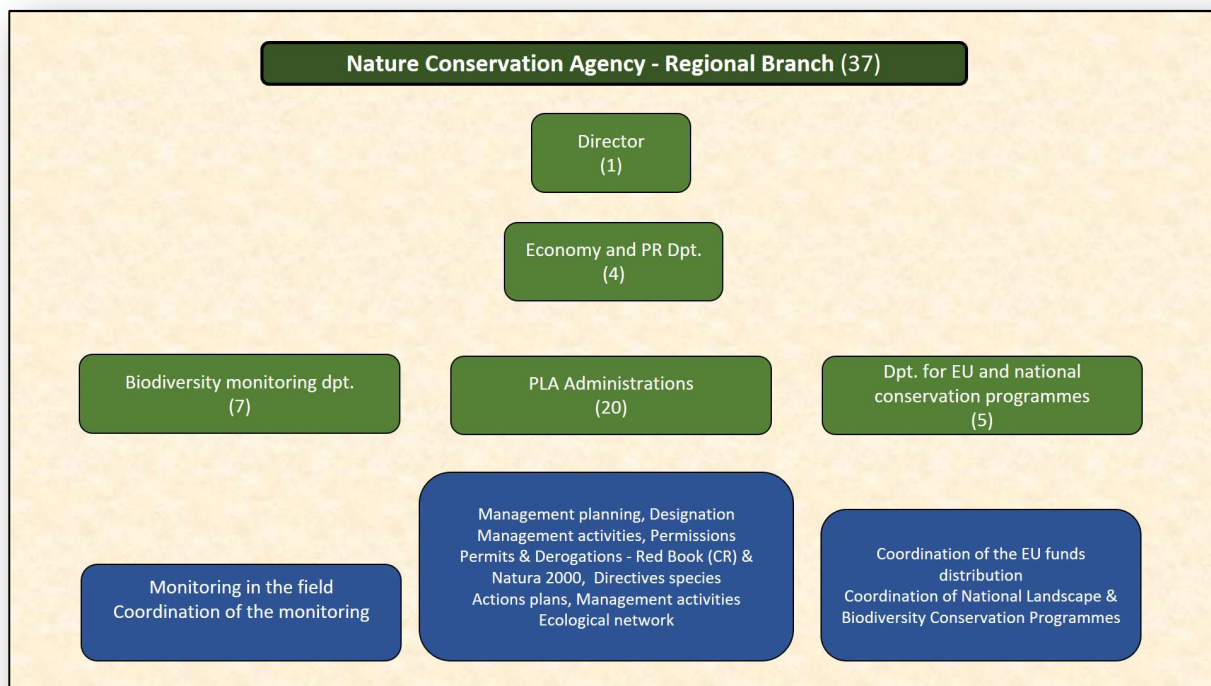 Nature Conservation Agency - Regional Branch (37)
Director
(1)
Economy and PR Dpt.
(4)
Biodiversity monitoring dpt.
(7)
PLA Administrations
(20)
Dpt. for EU and national
conservation programmes
(5)
Monitoring in the field
Coordination of the monitoring
Management planning, Designation
Management activities, Permissions
Permits & Derogations - Red Book (CR) &
Natura 2000, Directives species
Actions plans, Management activities
Ecological network
Coordination of the EU funds
distribution
Coordination of National Landscape &
Biodiversity Conservation Programmes